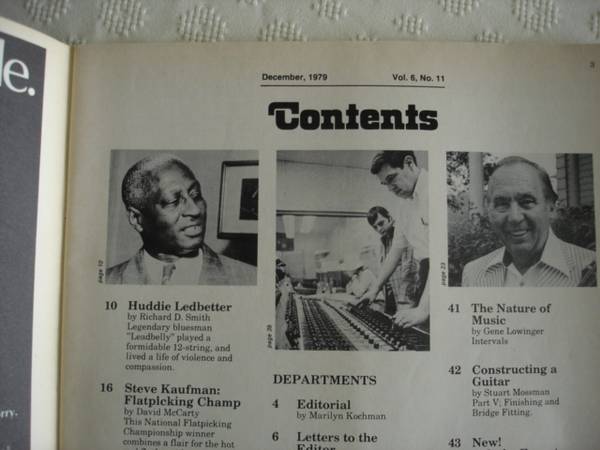 le.
December, 1979
Vol. 6, No. 11
3
Contents
page 10
page 36
page 23
10 Huddie Ledbetter
by Richard D. Smith
Legendary bluesman
"Leadbelly" played a
formidable 12-string, and
lived a life of violence and
compassion.
16 Steve Kaufman:
Flatpicking Champ
by David McCarty
This National Flatpicking
Championship winner
combines a flair for the hot
DEPARTMENTS
4 Editorial
by Marilyn Kochman
6 Letters to the
Editor
41 The Nature of
Music
by Gene Lowinger
Intervals
42 Constructing a
Guitar
by Stuart Mossman
Part V; Finishing and
Bridge Fitting.
43 New!